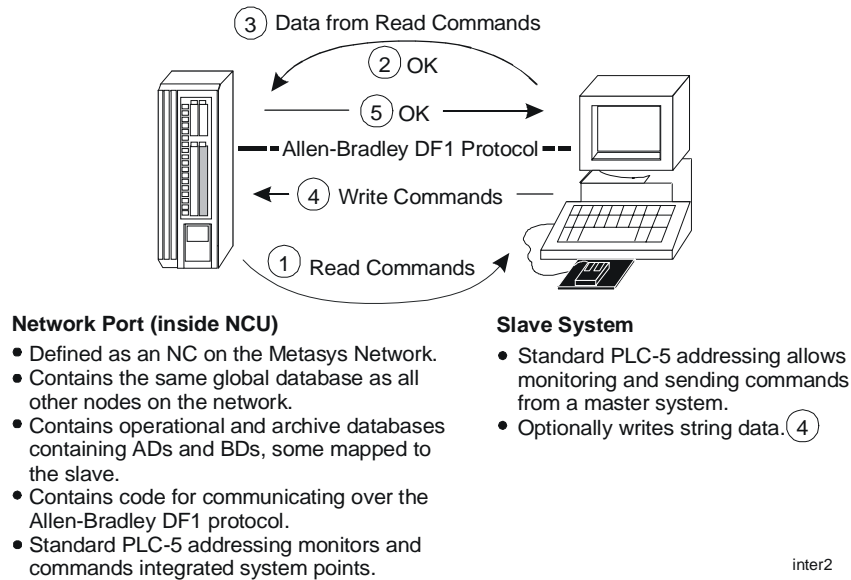 3 Data from Read Commands
2 OK
5 OK
Allen-Bradley DF1 Protocol
4 Write Commands
1 Read Commands
Network Port (inside NCU)
• Defined as an NC on the Metasys Network.
• Contains the same global database as all
other nodes on the network.
• Contains operational and archive databases
containing ADs and BDs, some mapped to
the slave.
• Contains code for communicating over the
Allen-Bradley DF1 protocol.
• Standard PLC-5 addressing monitors and
commands integrated system points.
Slave System
• Standard PLC-5 addressing allows
monitoring and sending commands
from a master system.
• Optionally writes string data. 4
inter2